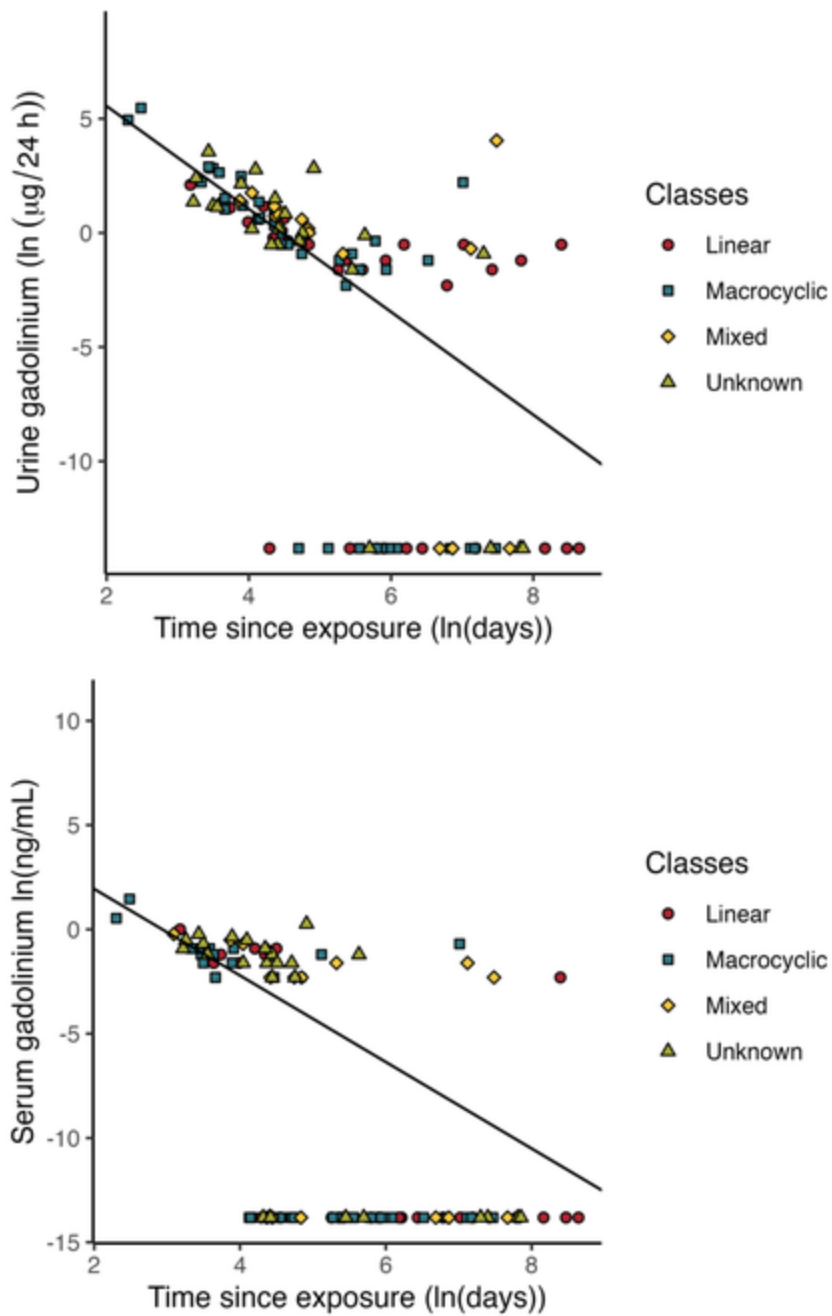 Urine gadolinium (ln (µg/24 h))
5
0
-5
-10
2 4 6 8
Time since exposure (ln(days))
Classes
Linear
Macrocyclic
Mixed
Unknown
Serum gadolinium ln(ng/mL)
10
5
0
-5
-10
-15
2 4 6 8
Time since exposure (ln(days))
Classes
Linear
Macrocyclic
Mixed
Unknown